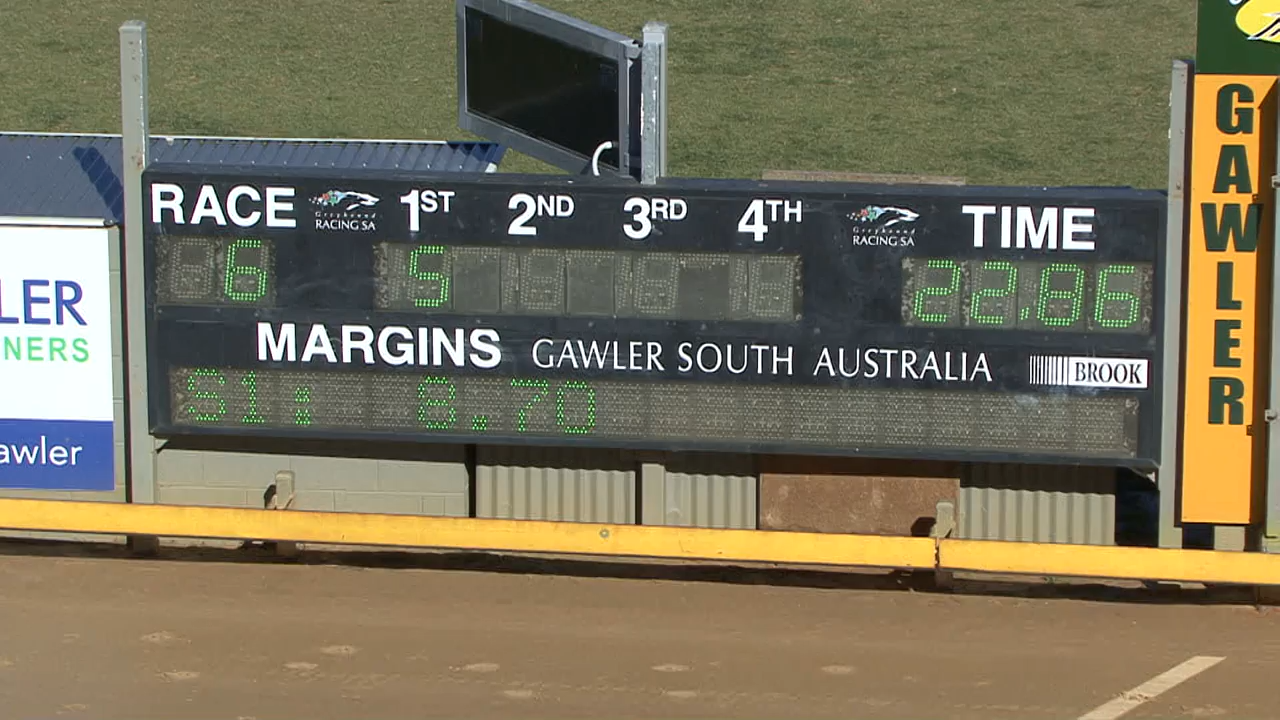 RACE
Greyhound
RACING SA
1ST
2ND
3RD
4TH
Greyhound
RACING SA
TIME
6
5
22.86
MARGINS
GAWLER SOUTH AUSTRALIA
BROOK
S1: 8.70
LER
NERS
awler
GAWLER